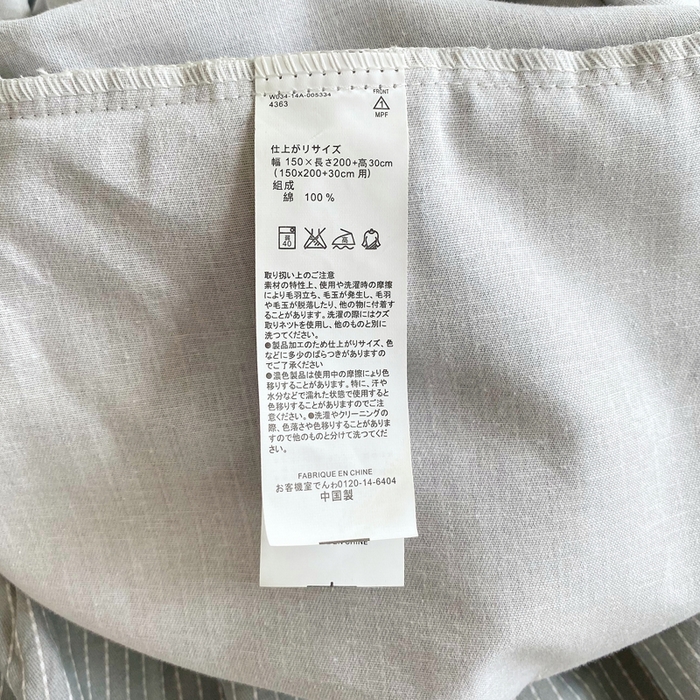 W034-14A-005334
4363
FRONT
1
MPF
仕上がりサイズ
幅 150×長さ200+高30cm
(150x200+30cm 用)
組成
綿 100 %
40
高
取り扱い上のご注意
素材の特性上、使用や洗濯時の摩擦
により毛羽立ち、毛玉が発生し、毛羽
や毛玉が脱落したり、他の物に付着す
ることがあります。洗濯の際にはクズ
取りネツトを使用し、他のものと別に
洗つてください。
●製品加工のため仕上がりサイズ、色
などに多少のばらつきがありますの
でご了承ください
●濃色製品は使用中の摩擦により色
移りすることがあります。特に、汗や
水分などで濡れた状態で使用すると
色移りすることがありますのでご注
意ください。●洗濯やクリーニングの
際、色落ちや色移りすることがありま
すので他のものと分けて洗つてくだ
さい。
FABRIQUE EN CHINE
お客機室でんゎ0120-14-6404
中国製
CHINE